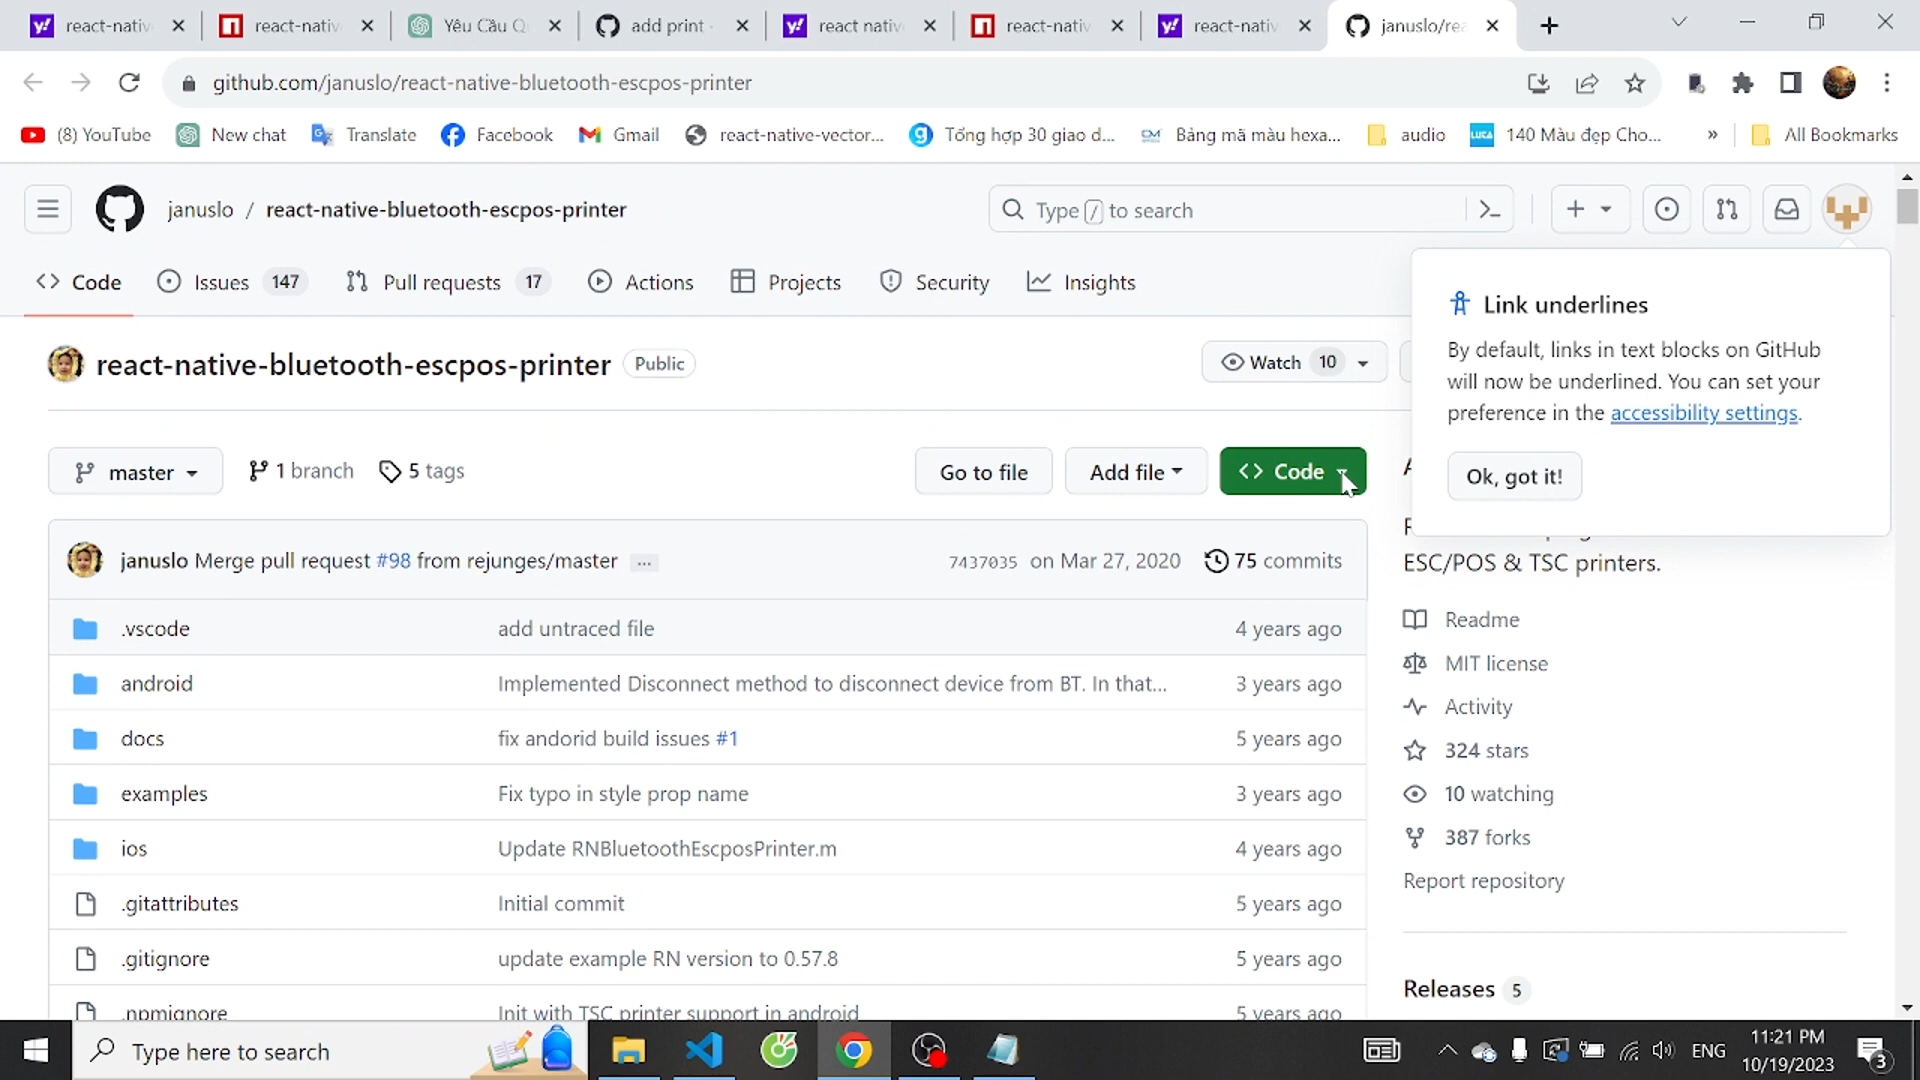 react-nativ
react-nativ
Yêu Cầu Q
add print
react nativ
react-nativ
react-nativ
januslo/rea
github.com/januslo/react-native-bluetooth-escpos-printer
(8) YouTube
New chat
Translate
Facebook
Gmail
react-native-vector...
Tổng hợp 30 giao d...
Bảng mã màu hexa...
audio
140 Màu đẹp Cho...
»
All Bookmarks
januslo / react-native-bluetooth-escpos-printer
Type / to search
Code
Issues 147
Pull requests 17
Actions
Projects
Security
Insights
Link underlines
By default, links in text blocks on GitHub
will now be underlined. You can set your
preference in the accessibility settings.
Ok, got it!
react-native-bluetooth-escpos-printer Public
Watch 10
master
1 branch
5 tags
Go to file
Add file
Code
ESC/POS & TSC printers.
januslo Merge pull request #98 from rejunges/master ...
7437035 on Mar 27, 2020
75 commits
.vscode add untraced file 4 years ago
android Implemented Disconnect method to disconnect device from BT. In that... 3 years ago
docs fix andorid build issues #1 5 years ago
examples Fix typo in style prop name 3 years ago
ios Update RNBluetoothEscposPrinter.m 4 years ago
.gitattributes Initial commit 5 years ago
.gitignore update example RN version to 0.57.8 5 years ago
.npmignore Init with TSC printer support in android 5 years ago
Readme
MIT license
Activity
324 stars
10 watching
387 forks
Report repository
Releases 5
Type here to search
ENG
11:21 PM
10/19/2023
3